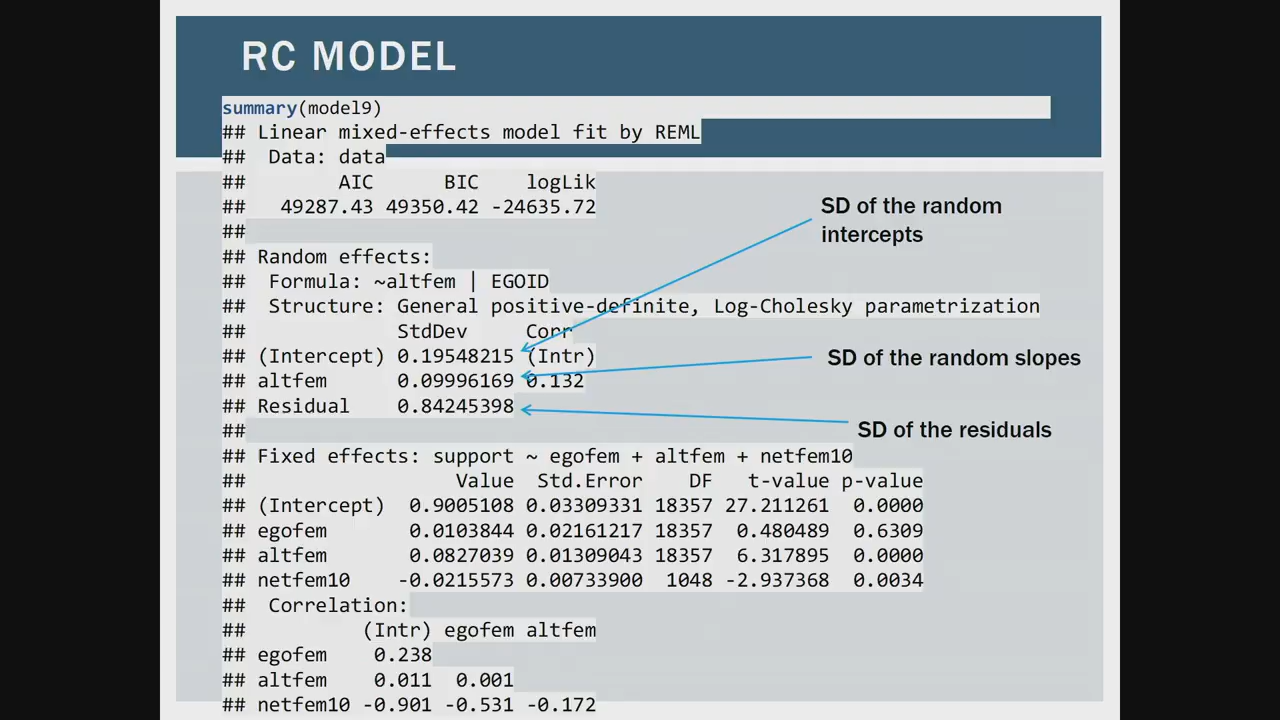 RC MODEL
summary(model9)
## Linear mixed-effects model fit by REML
##  Data: data
##        AIC      BIC    logLik
##   49287.43 49350.42 -24635.72
##
## Random effects:
##  Formula: ~altfem | EGOID
##  Structure: General positive-definite, Log-Cholesky parametrization
##             StdDev     Corr
## (Intercept) 0.19548215 (Intr)
## altfem      0.09996169 0.132
## Residual    0.84245398
##
## Fixed effects: support ~ egofem + altfem + netfem10
##                  Value  Std.Error    DF   t-value p-value
## (Intercept)  0.9005108 0.03309331 18357 27.211261  0.0000
## egofem       0.0103844 0.02161217 18357  0.480489  0.6309
## altfem       0.0827039 0.01309043 18357  6.317895  0.0000
## netfem10    -0.0215573 0.00733900  1048 -2.937368  0.0034
##  Correlation:
##          (Intr) egofem altfem
## egofem    0.238
## altfem    0.011  0.001
## netfem10 -0.901 -0.531 -0.172
SD of the random
intercepts
SD of the random slopes
SD of the residuals